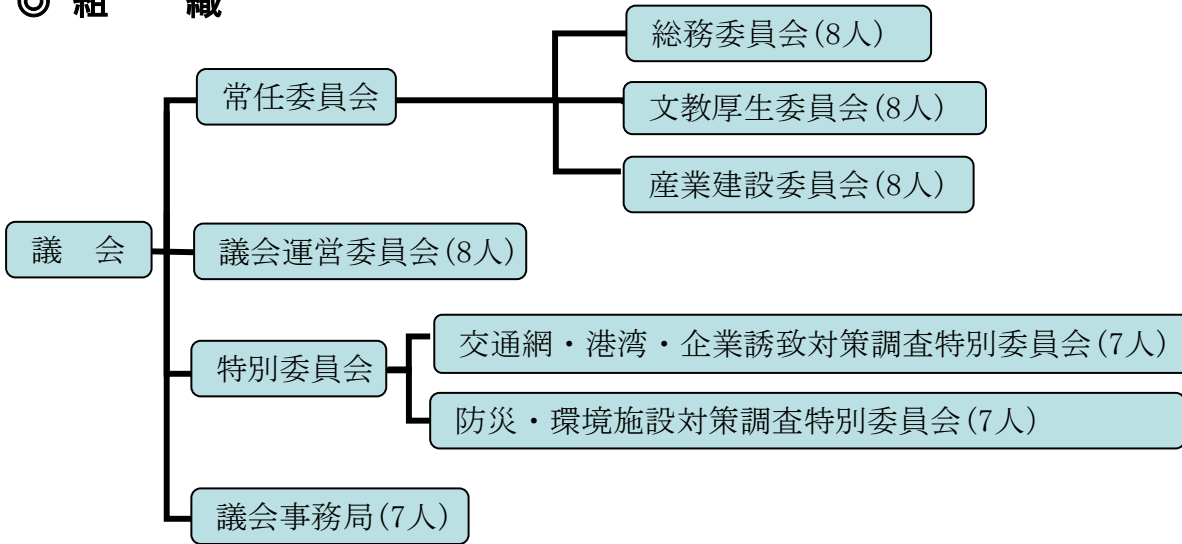 ◎ 組　織
総務委員会(8人)
常任委員会
文教厚生委員会(8人)
産業建設委員会(8人)
議　会
議会運営委員会(8人)
交通網・港湾・企業誘致対策調査特別委員会(7人)
特別委員会
防災・環境施設対策調査特別委員会(7人)
議会事務局(7人)